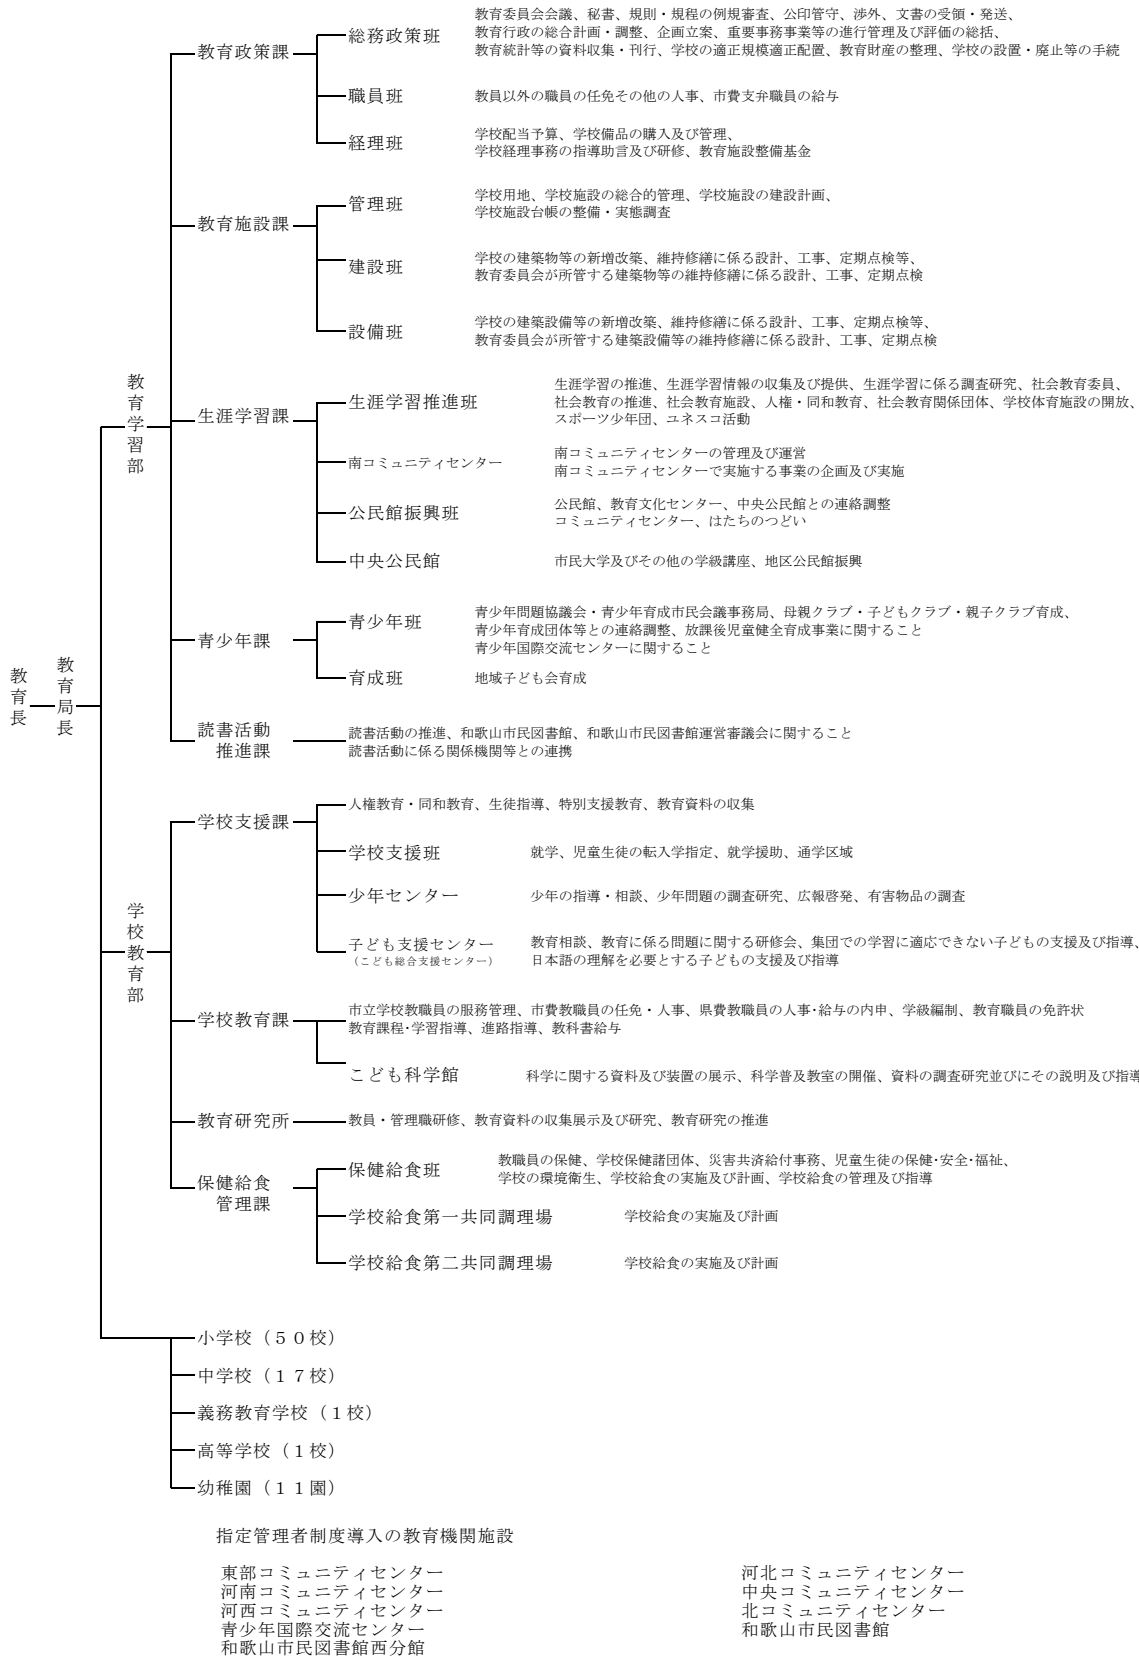 教育長
教育局長
教育学習部
教育政策課
総務政策班
教育委員会会議、秘書、規則・規程の例規審査、公印管守、渉外、文書の受領・発送、
教育行政の総合計画・調整、企画立案、重要事務事業等の進行管理及び評価の総括、
教育統計等の資料収集・刊行、学校の適正規模適正配置、教育財産の整理、学校の設置・廃止等の手続
職員班
教員以外の職員の任免その他の人事、市費支弁職員の給与
経理班
学校配当予算、学校備品の購入及び管理、
学校経理事務の指導助言及び研修、教育施設整備基金
教育施設課
管理班
学校用地、学校施設の総合的管理、学校施設の建設計画、
学校施設台帳の整備・実態調査
建設班
学校の建築物等の新増改築、維持修繕に係る設計、工事、定期点検等、
教育委員会が所管する建築物等の維持修繕に係る設計、工事、定期点検
設備班
学校の建築設備等の新増改築、維持修繕に係る設計、工事、定期点検等、
教育委員会が所管する建築設備等の維持修繕に係る設計、工事、定期点検
生涯学習課
生涯学習推進班
生涯学習の推進、生涯学習情報の収集及び提供、生涯学習に係る調査研究、社会教育委員、
社会教育の推進、社会教育施設、人権・同和教育、社会教育関係団体、学校体育施設の開放、
スポーツ少年団、ユネスコ活動
南コミュニティセンター
南コミュニティセンターの管理及び運営
南コミュニティセンターで実施する事業の企画及び実施
公民館振興班
公民館、教育文化センター、中央公民館との連絡調整
コミュニティセンター、はたちのつどい
中央公民館
市民大学及びその他の学級講座、地区公民館振興
青少年課
青少年班
青少年問題協議会・青少年育成市民会議事務局、母親クラブ・子どもクラブ・親子クラブ育成、
青少年育成団体等との連絡調整、放課後児童健全育成事業に関すること
青少年国際交流センターに関すること
育成班
地域子ども会育成
読書活動
推進課
読書活動の推進、和歌山市民図書館、和歌山市民図書館運営審議会に関すること
読書活動に係る関係機関等との連携
学校教育部
学校支援課
人権教育・同和教育、生徒指導、特別支援教育、教育資料の収集
学校支援班
就学、児童生徒の転入学指定、就学援助、通学区域
少年センター
少年の指導・相談、少年問題の調査研究、広報啓発、有害物品の調査
子ども支援センター
（こども総合支援センター）
教育相談、教育に係る問題に関する研修会、集団での学習に適応できない子どもの支援及び指導、
日本語の理解を必要とする子どもの支援及び指導
学校教育課
市立学校教職員の服務管理、市費教職員の任免・人事、県費教職員の人事･給与の内申、学級編制、教育職員の免許状
教育課程･学習指導、進路指導、教科書給与
こども科学館
科学に関する資料及び装置の展示、科学普及教室の開催、資料の調査研究並びにその説明及び指導
教育研究所
教員・管理職研修、教育資料の収集展示及び研究、教育研究の推進
保健給食
管理課
保健給食班
教職員の保健、学校保健諸団体、災害共済給付事務、児童生徒の保健･安全･福祉、
学校の環境衛生、学校給食の実施及び計画、学校給食の管理及び指導
学校給食第一共同調理場
学校給食の実施及び計画
学校給食第二共同調理場
学校給食の実施及び計画
小学校（５０校）
中学校（１７校）
義務教育学校（１校）
高等学校（１校）
幼稚園（１１園）
指定管理者制度導入の教育機関施設
東部コミュニティセンター
河南コミュニティセンター
河西コミュニティセンター
青少年国際交流センター
和歌山市民図書館西分館
河北コミュニティセンター
中央コミュニティセンター
北コミュニティセンター
和歌山市民図書館